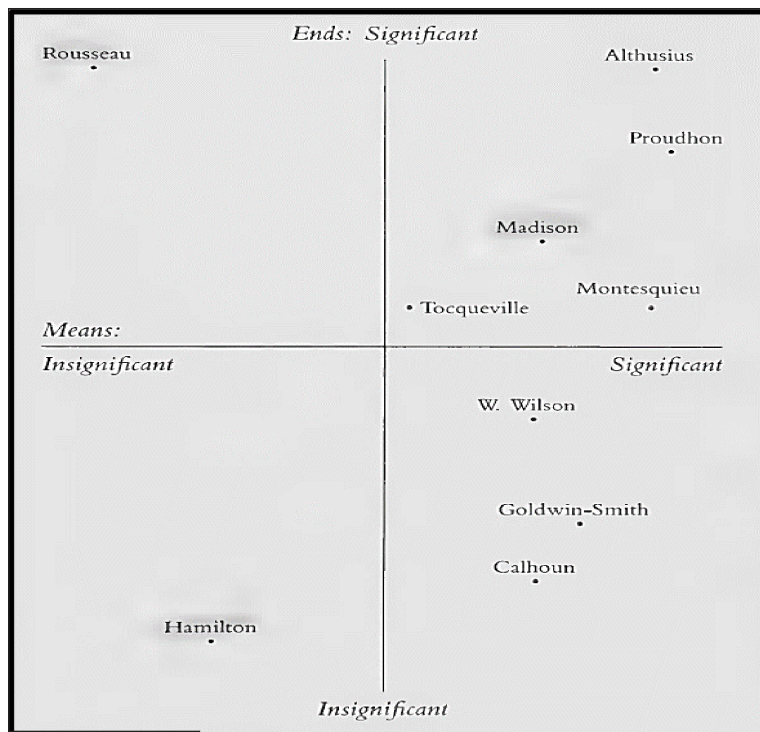 Ends: Significant
Rousseau
Althusius
Proudhon
Madison
Montesquieu
Tocqueville
Means:
Insignificant
Significant
W. Wilson
Goldwin-Smith
Calhoun
Hamilton
Insignificant